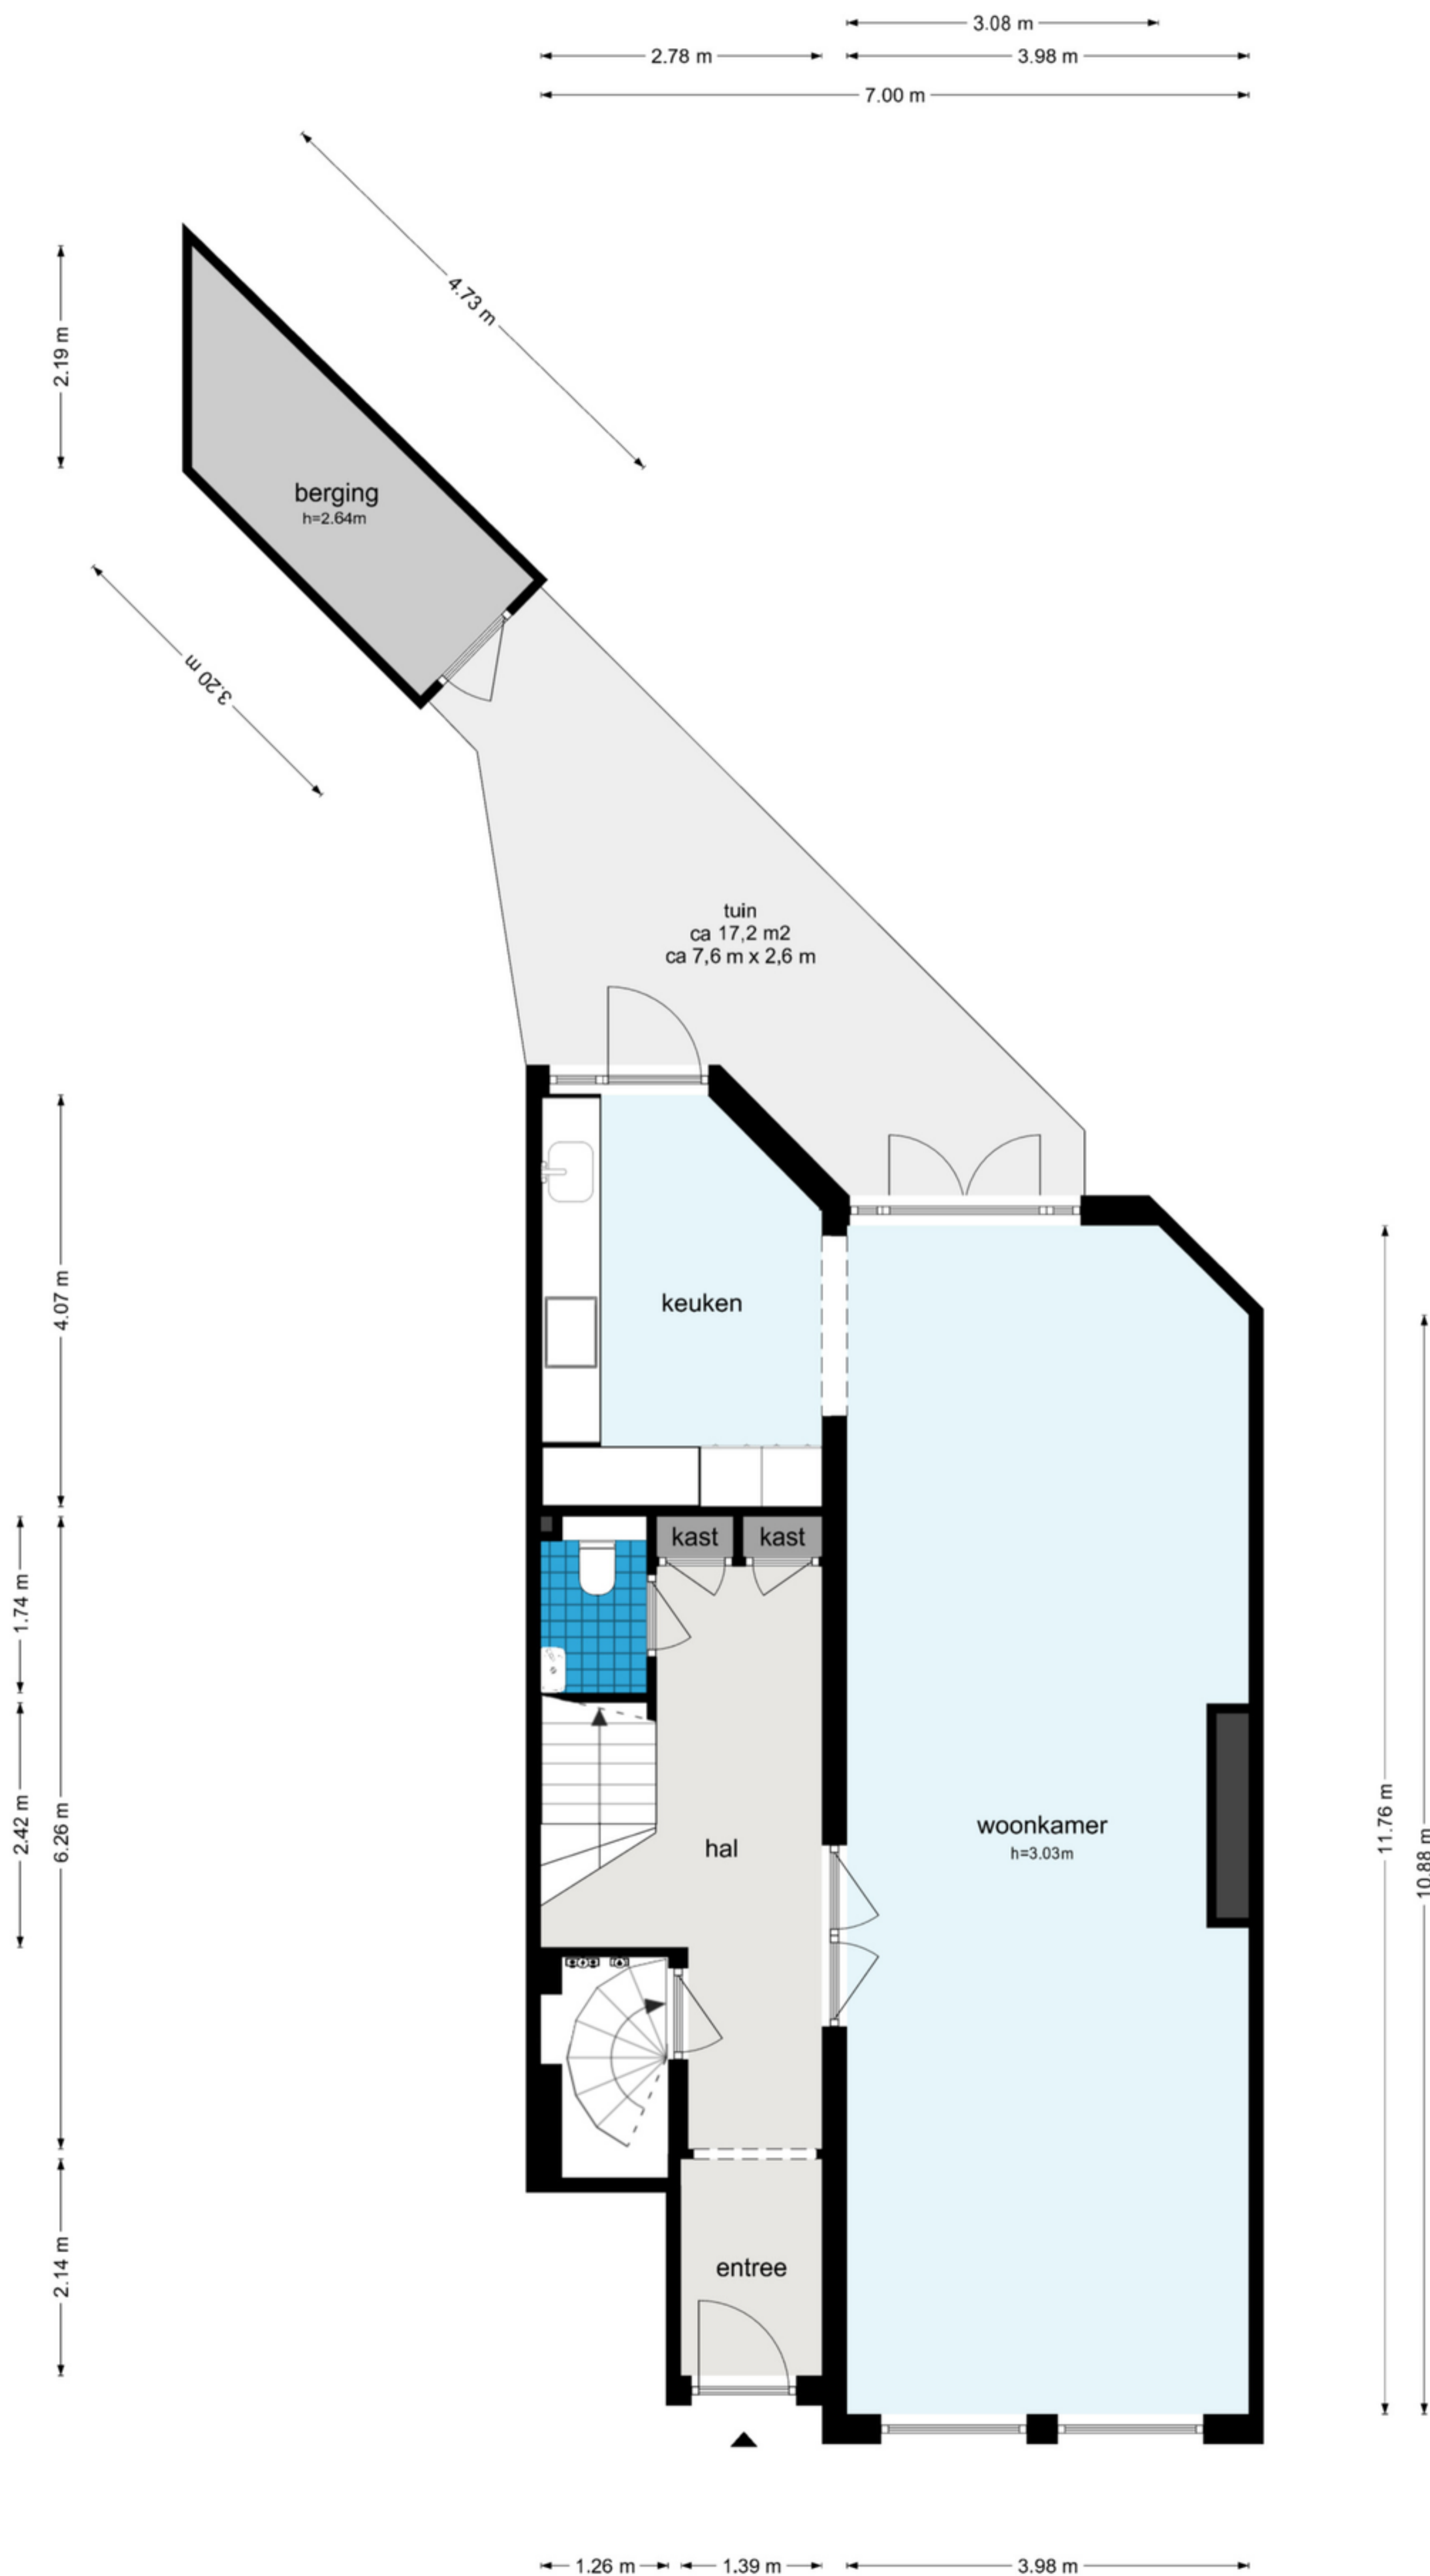 3.08 m
2.78 m
3.98 m
7.00 m
4.73 m
2.19 m
berging
h=2.64m
3.20 m
tuin
ca 17,2 m2
ca 7,6 m x 2,6 m
4.07 m
keuken
kast
kast
1.74 m
2.42 m
6.26 m
hal
woonkamer
h=3.03m
11.76 m
10.88 m
2.14 m
entree
1.26 m
1.39 m
3.98 m